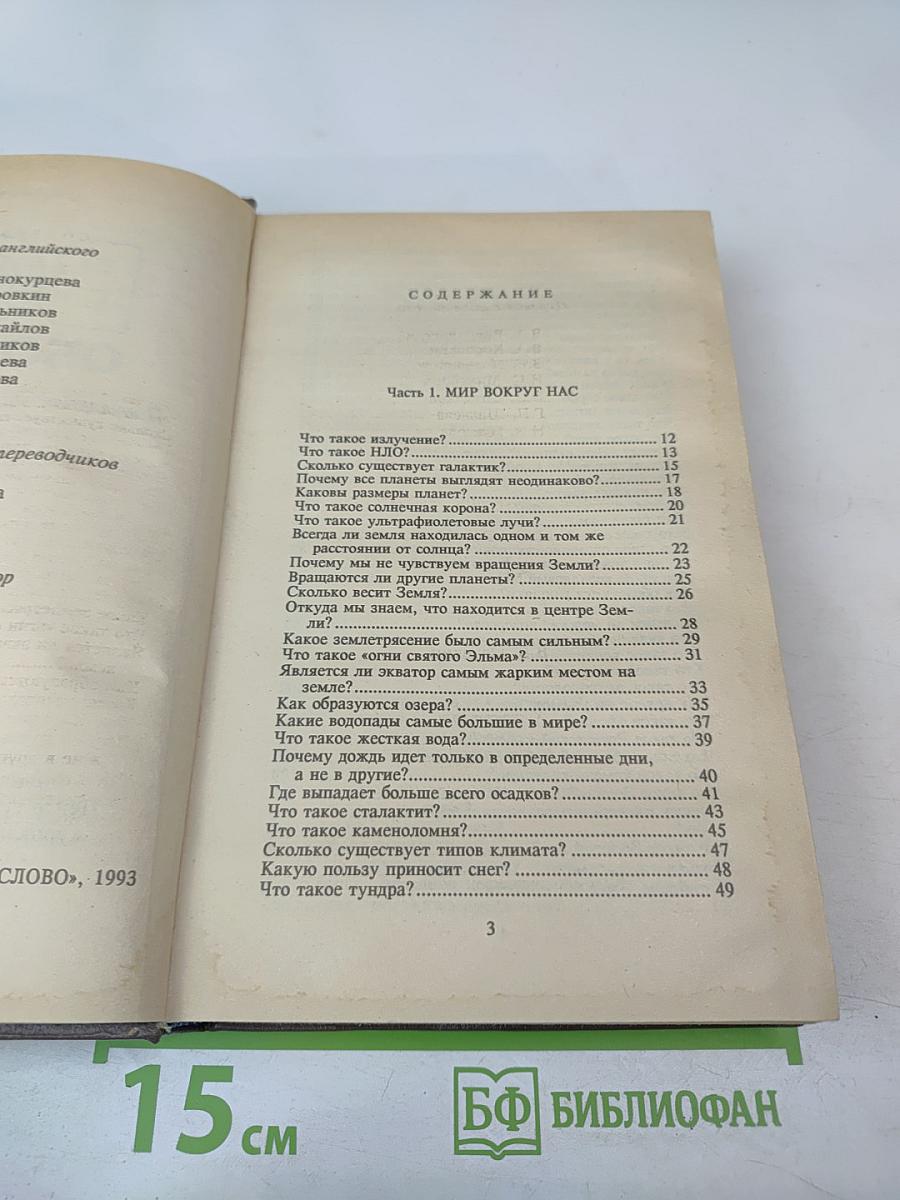 английского
нокурцева
ровкин
ьников
айлов
иков
ева
ва
переводчиков
а
ор
СЛОВО», 1993
СОДЕРЖАНИЕ
Часть 1. МИР ВОКРУГ НАС
Что такое излучение? 12
Что такое НЛО? 13
Сколько существует галактик? 15
Почему все планеты выглядят неодинаково? 17
Каковы размеры планет? 18
Что такое солнечная корона? 20
Что такое ультрафиолетовые лучи? 21
Всегда ли земля находилась одном и том же
расстоянии от солнца? 22
Почему мы не чувствуем вращения Земли? 23
Вращаются ли другие планеты? 25
Сколько весит Земля? 26
Откуда мы знаем, что находится в центре Зем-
ли? 28
Какое землетрясение было самым сильным? 29
Что такое «огни святого Эльма»? 31
Является ли экватор самым жарким местом на
земле? 33
Как образуются озера? 35
Какие водопады самые большие в мире? 37
Что такое жесткая вода? 39
Почему дождь идет только в определенные дни,
а не в другие? 40
Где выпадает больше всего осадков? 41
Что такое сталактит? 43
Что такое каменоломня? 45
Сколько существует типов климата? 47
Какую пользу приносит снег? 48
Что такое тундра? 49
3
15 см
БФ БИБЛИОФАН